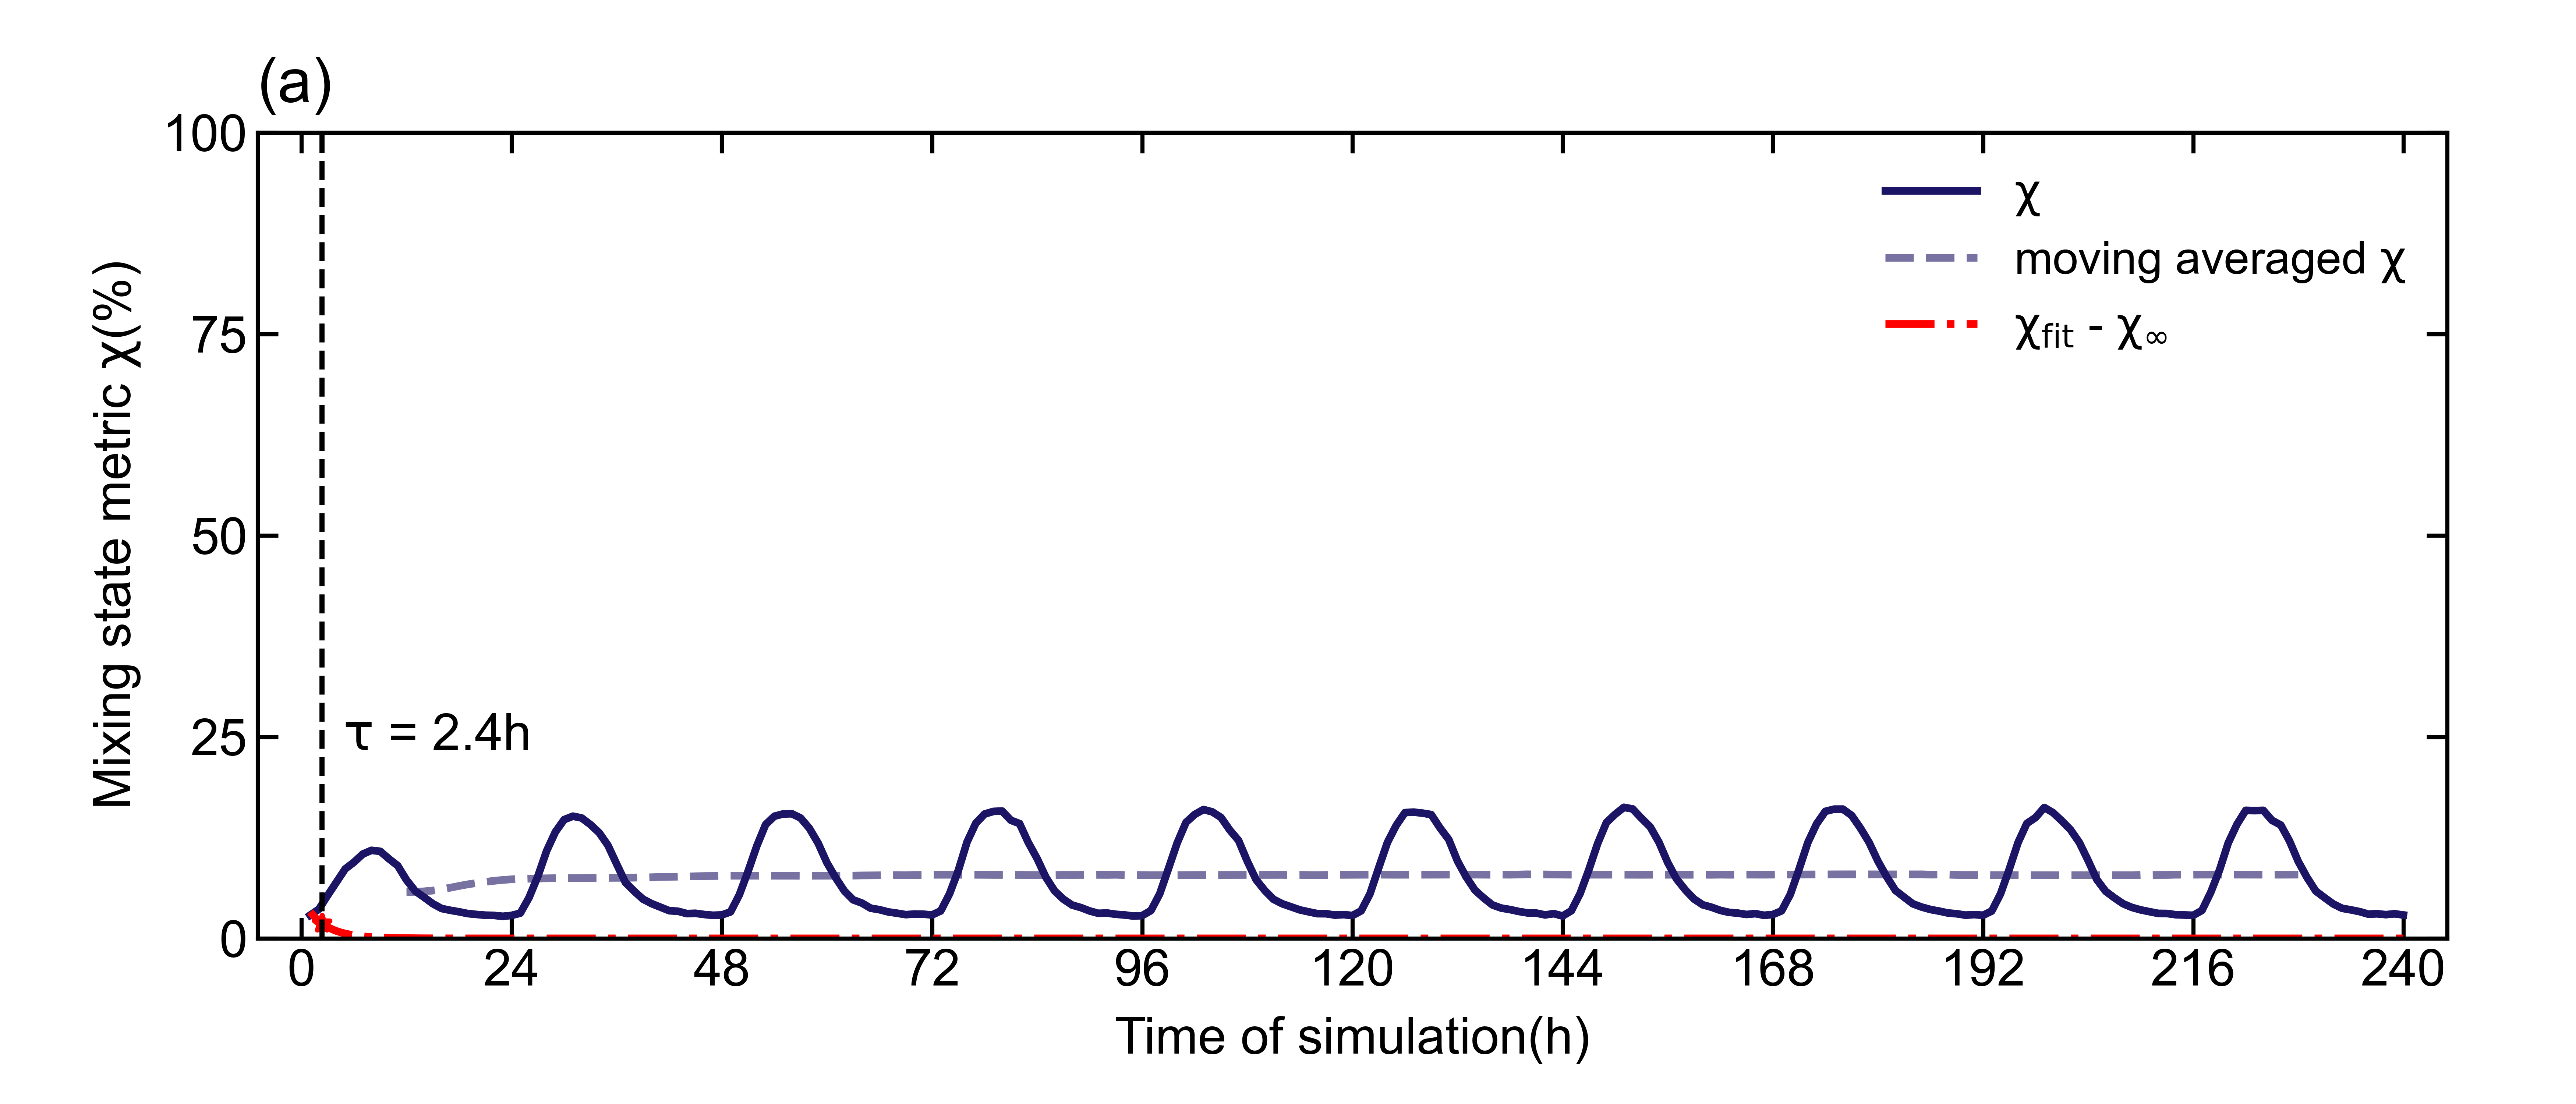 (a)
100
75
50
25
0
Mixing state metric χ(%)
χ
moving averaged χ
χfit - χ∞
τ = 2.4h
0 24 48 72 96 120 144 168 192 216 240
Time of simulation(h)